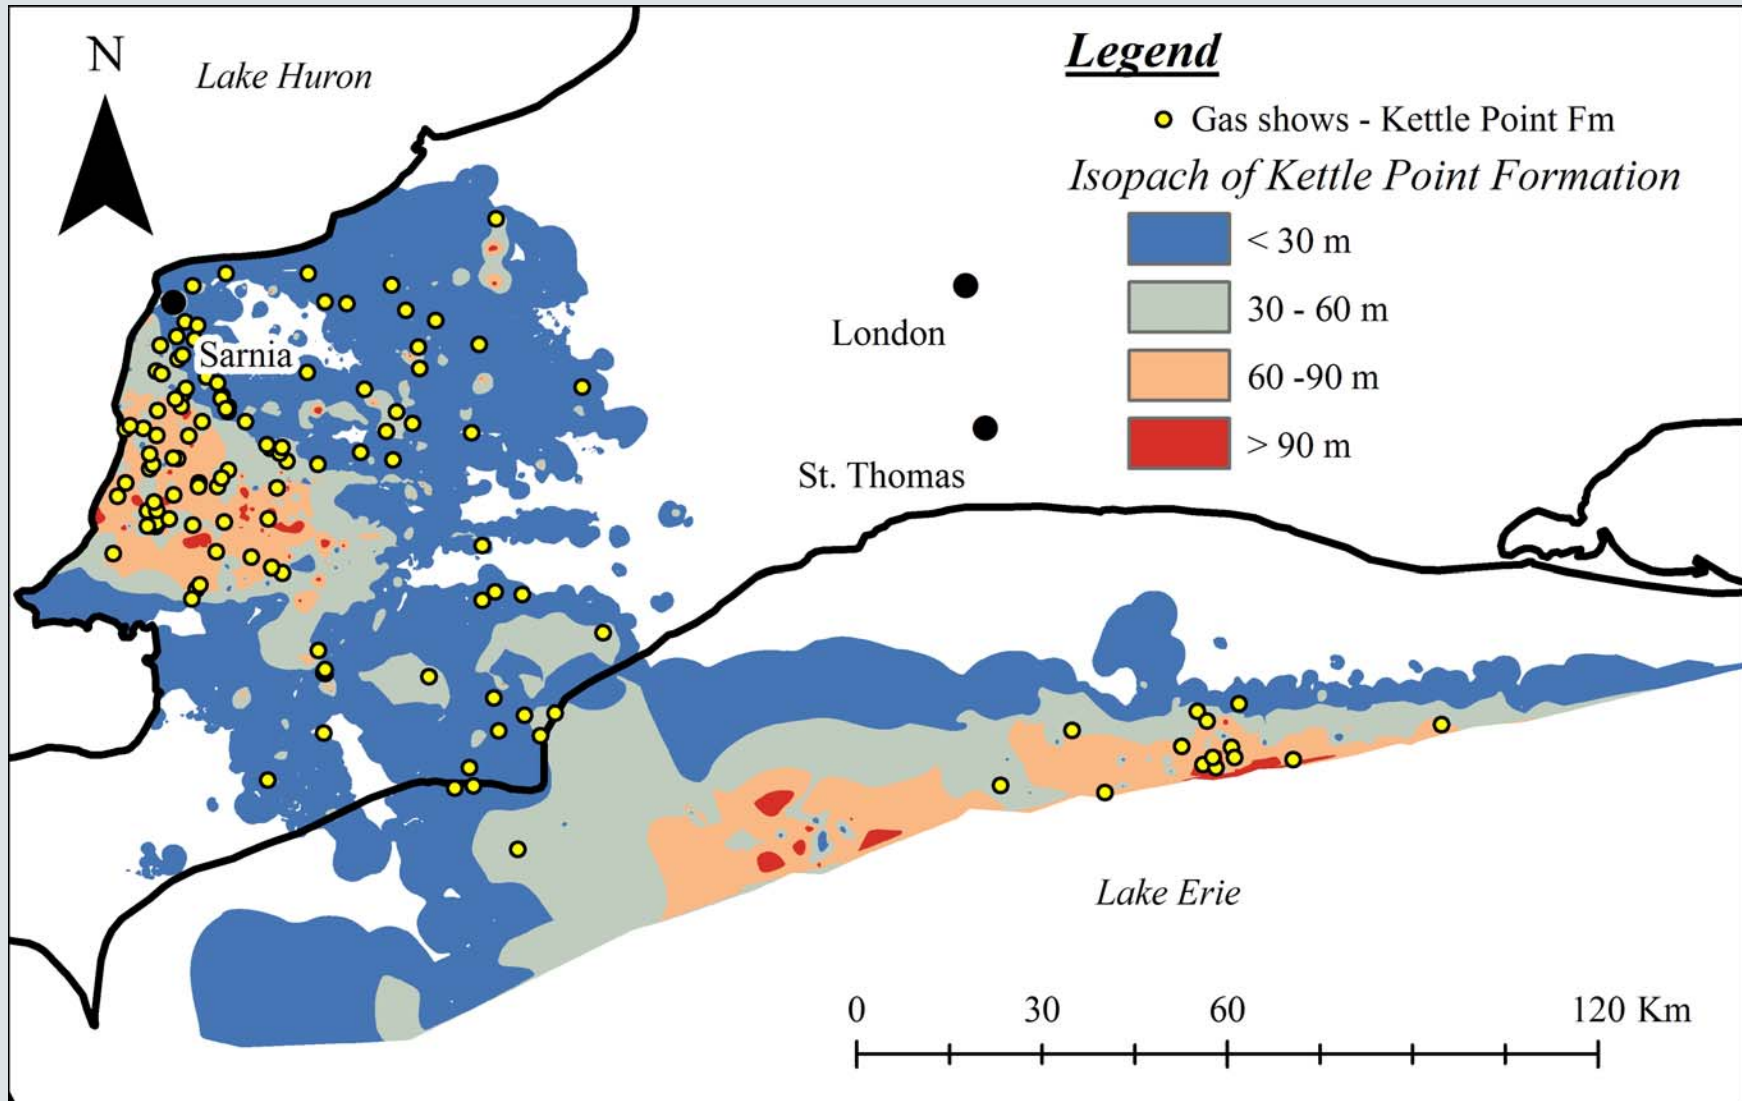 N
Lake Huron
Legend
Gas shows - Kettle Point Fm
Isopach of Kettle Point Formation
< 30 m
30 - 60 m
60 -90 m
> 90 m
London
Sarnia
St. Thomas
Lake Erie
0 30 60 120 Km